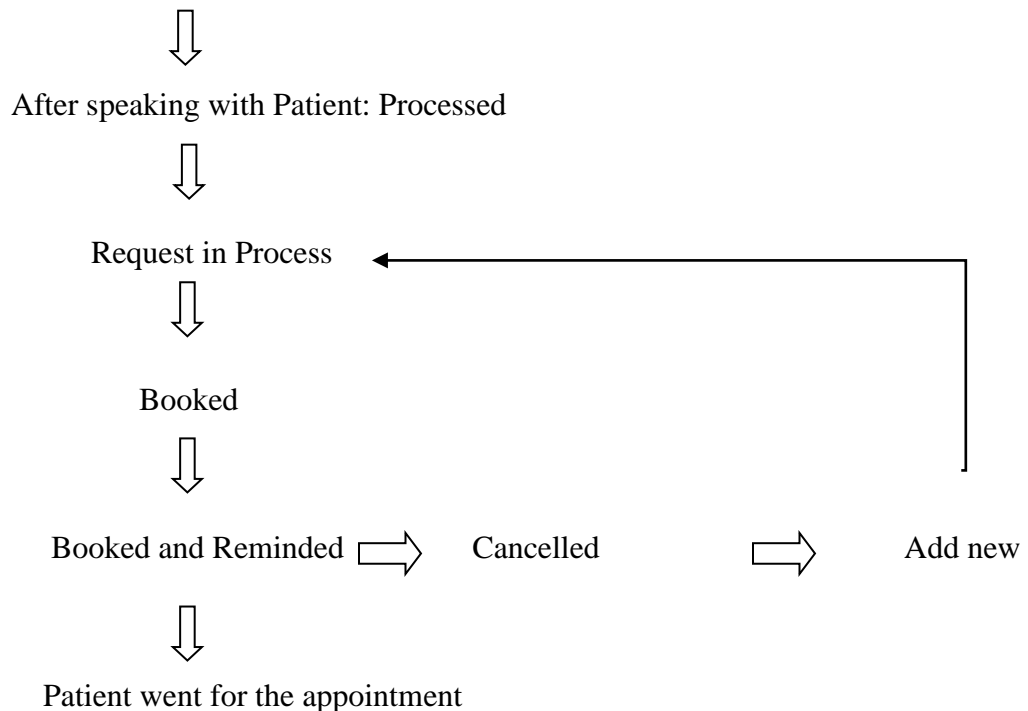 After speaking with Patient: Processed
Request in Process
Booked
Booked and Reminded Cancelled Add new
Patient went for the appointment